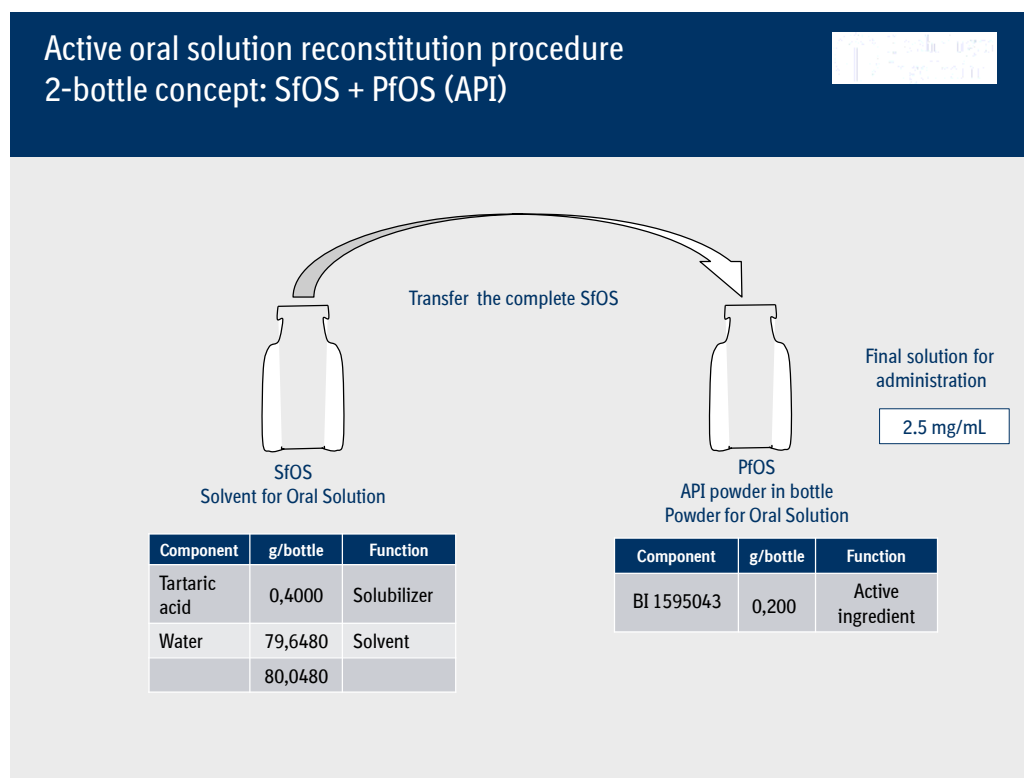 Active oral solution reconstitution procedure
2-bottle concept: SfOS + PfOS (API)
Transfer the complete SfOS
Final solution for
administration
2.5 mg/mL
SfOS
Solvent for Oral Solution
PfOS
API powder in bottle
Powder for Oral Solution
Component g/bottle Function
Tartaric
acid 0,4000 Solubilizer
Water 79,6480 Solvent
80,0480
Component g/bottle Function
BI 1595043 0,200 Active
ingredient